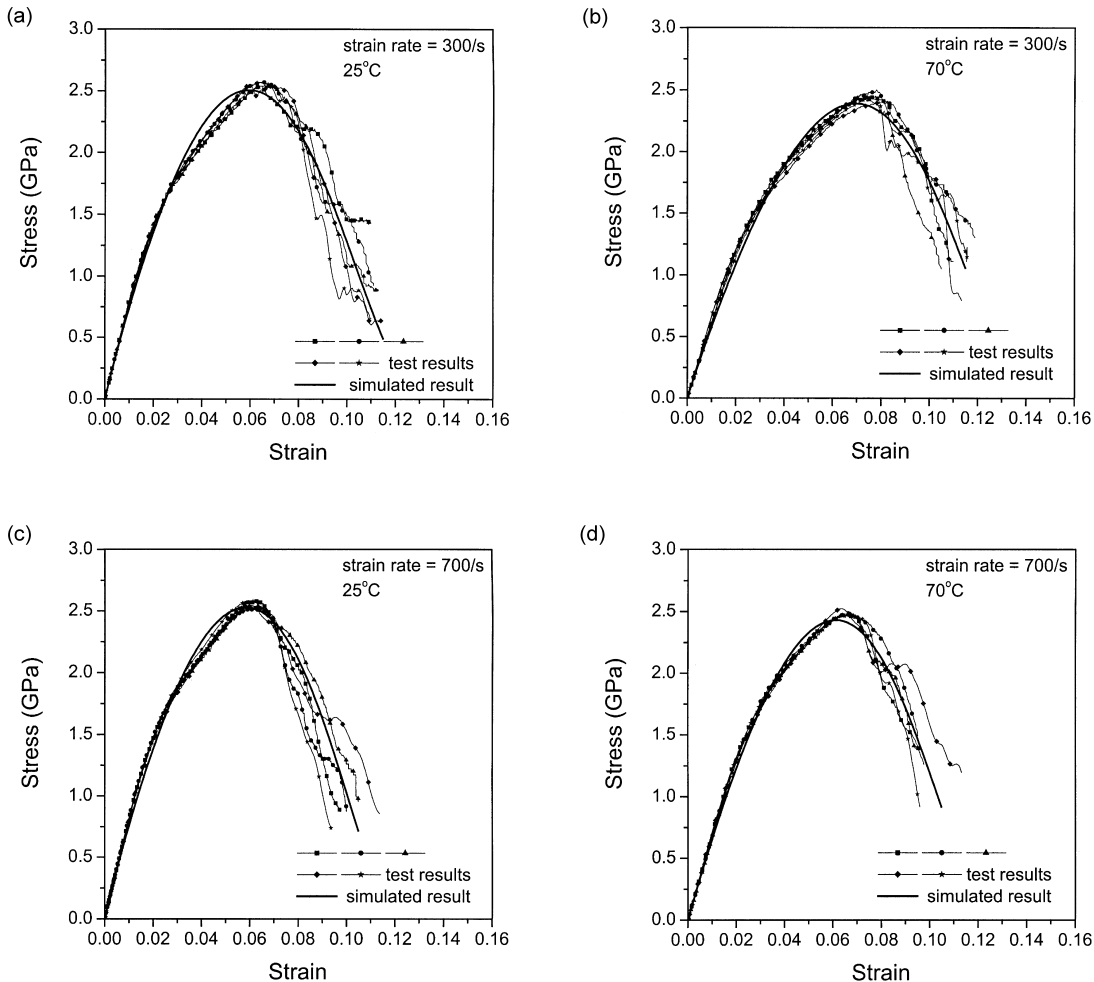 (a)
3.0
2.5
2.0
1.5
1.0
0.5
0.0
Stress (GPa)
strain rate = 300/s
25°C
test results
simulated result
0.00 0.02 0.04 0.06 0.08 0.10 0.12 0.14 0.16
Strain
(b)
3.0
2.5
2.0
1.5
1.0
0.5
0.0
Stress (GPa)
strain rate = 300/s
70°C
test results
simulated result
0.00 0.02 0.04 0.06 0.08 0.10 0.12 0.14 0.16
Strain
(c)
3.0
2.5
2.0
1.5
1.0
0.5
0.0
Stress (GPa)
strain rate = 700/s
25°C
test results
simulated result
0.00 0.02 0.04 0.06 0.08 0.10 0.12 0.14 0.16
Strain
(d)
3.0
2.5
2.0
1.5
1.0
0.5
0.0
Stress (GPa)
strain rate = 700/s
70°C
test results
simulated result
0.00 0.02 0.04 0.06 0.08 0.10 0.12 0.14 0.16
Strain